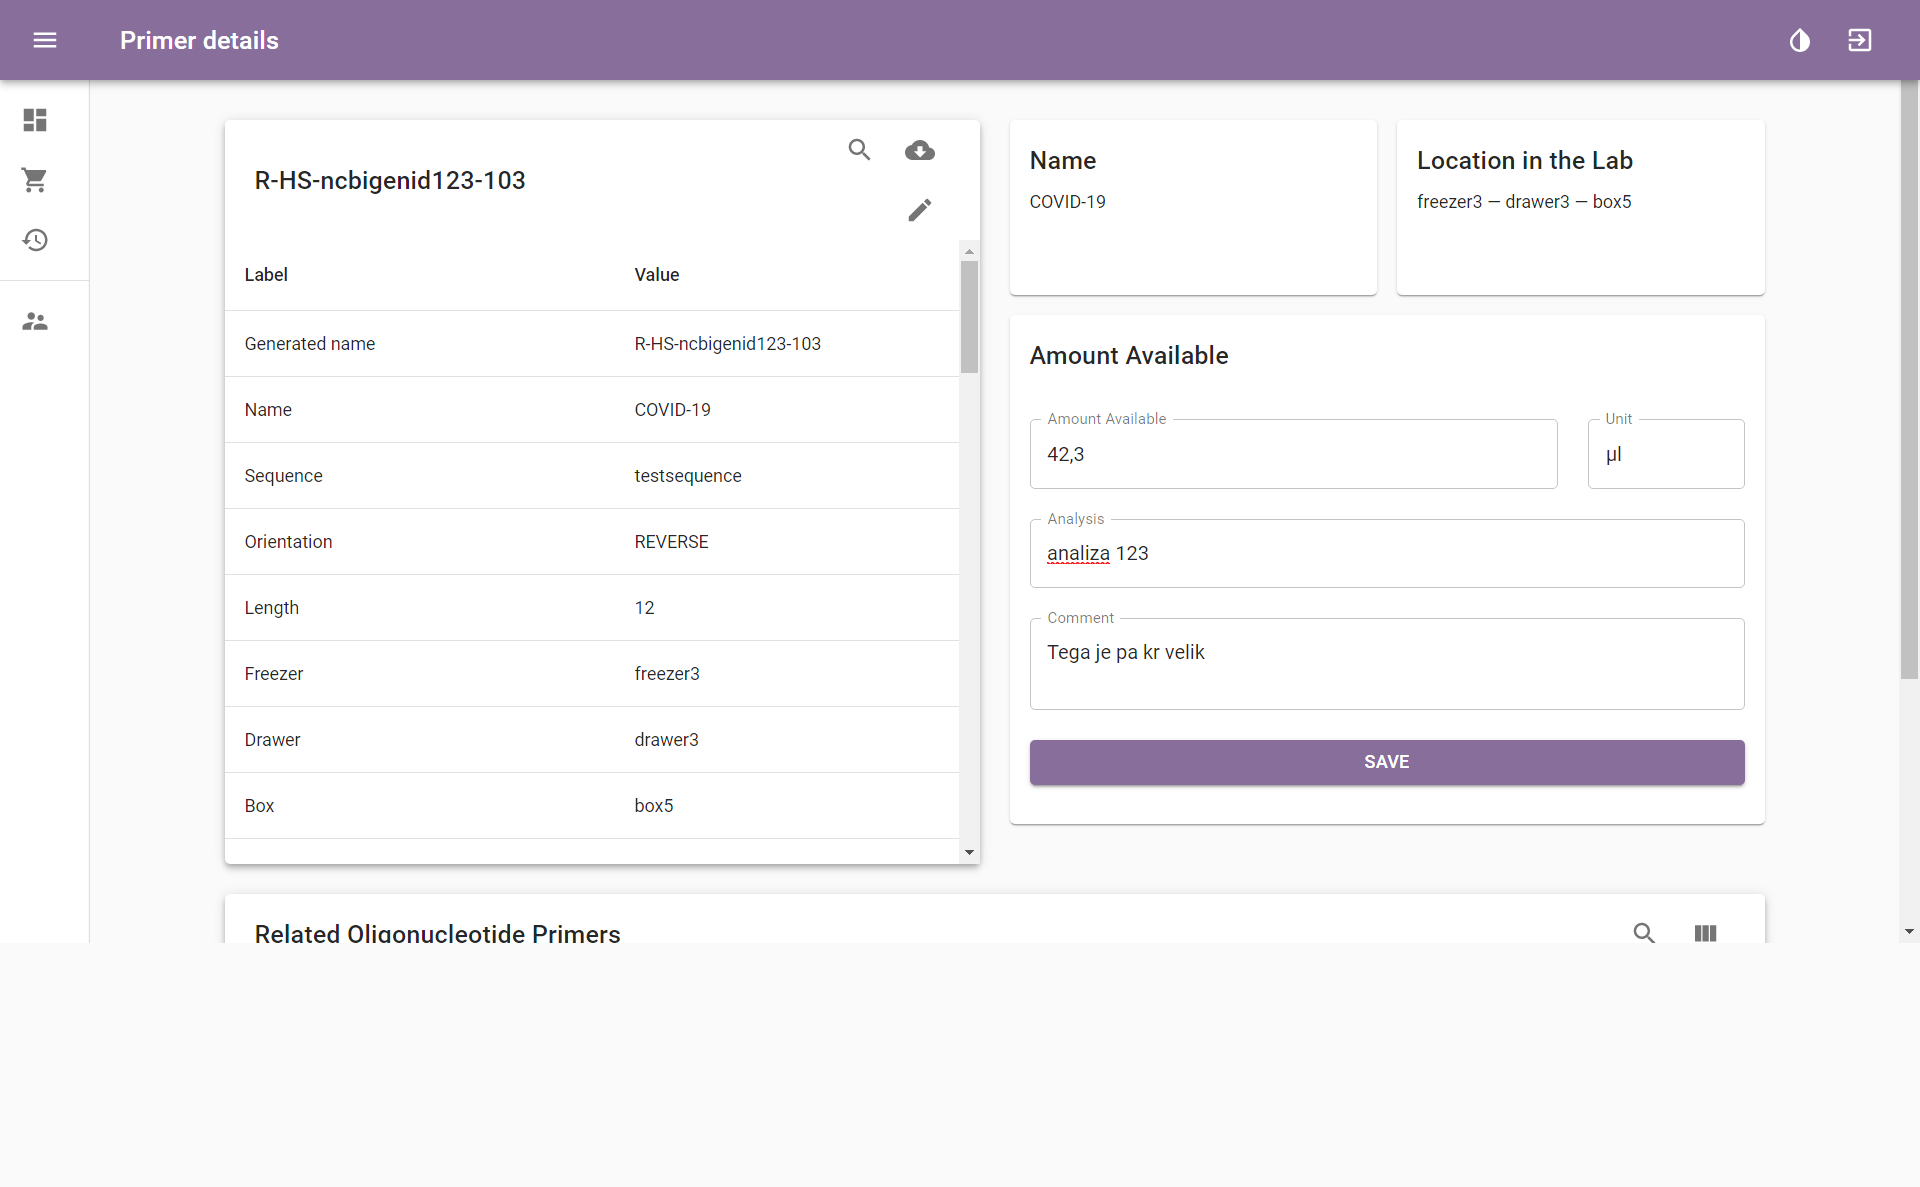 Primer details
R-HS-ncbigenid123-103
Label Value
Generated name R-HS-ncbigenid123-103
Name COVID-19
Sequence testsequence
Orientation REVERSE
Length 12
Freezer freezer3
Drawer drawer3
Box box5
Name
COVID-19
Location in the Lab
freezer3 — drawer3 — box5
Amount Available
Amount Available Unit
42,3 µl
Analysis
analiza 123
Comment
Tega je pa kr velik
SAVE
Related Oligonucleotide Primers